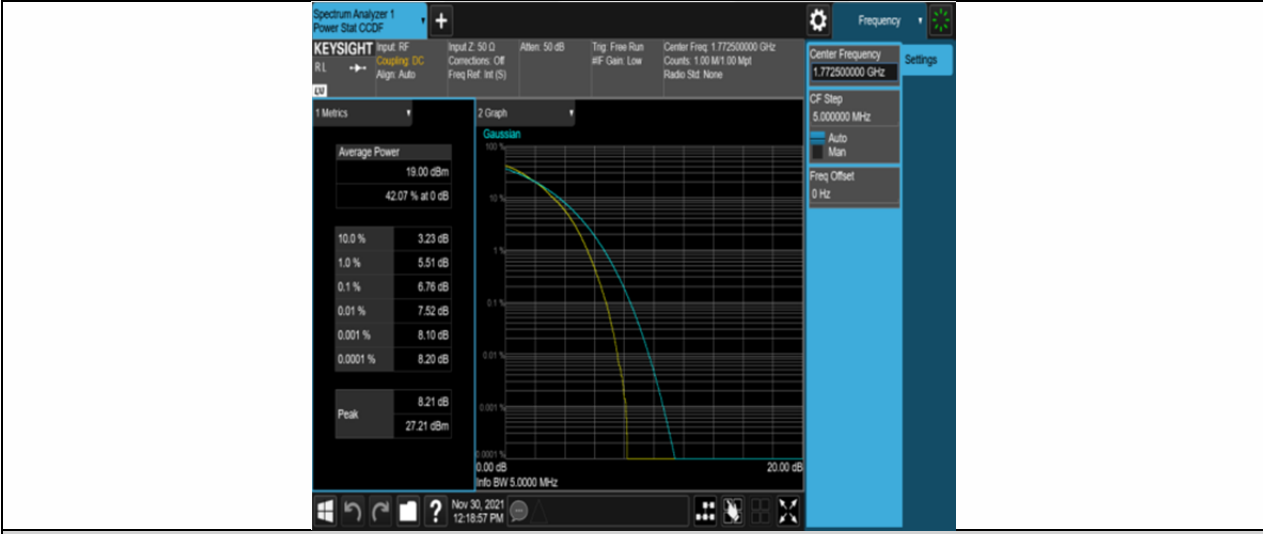 Spectrum Analyzer 1
Power Stat CCDF
+
Frequency
KEYSIGHT
R L
LV
Input: RF
Coupling: DC
Align: Auto
Input Z: 50 Ω
Corrections: Off
Freq Ref: Int (S)
Atten: 50 dB
Trig: Free Run
#IF Gain: Low
Center Freq: 1.772500000 GHz
Counts: 1.00 M/1.00 Mpt
Radio Std: None
Center Frequency
1.772500000 GHz
Settings
CF Step
5.000000 MHz
Auto
Man
Freq Offset
0 Hz
1 Metrics
Average Power
19.00 dBm
42.07 % at 0 dB
10.0 % 3.23 dB
1.0 % 5.51 dB
0.1 % 6.76 dB
0.01 % 7.52 dB
0.001 % 8.10 dB
0.0001 % 8.20 dB
Peak
8.21 dB
27.21 dBm
2 Graph
Gaussian
100 %
10 %
1 %
0.1 %
0.01 %
0.001 %
0.0001 %
0.00 dB 20.00 dB
Info BW 5.0000 MHz
?
Nov 30, 2021
12:18:57 PM